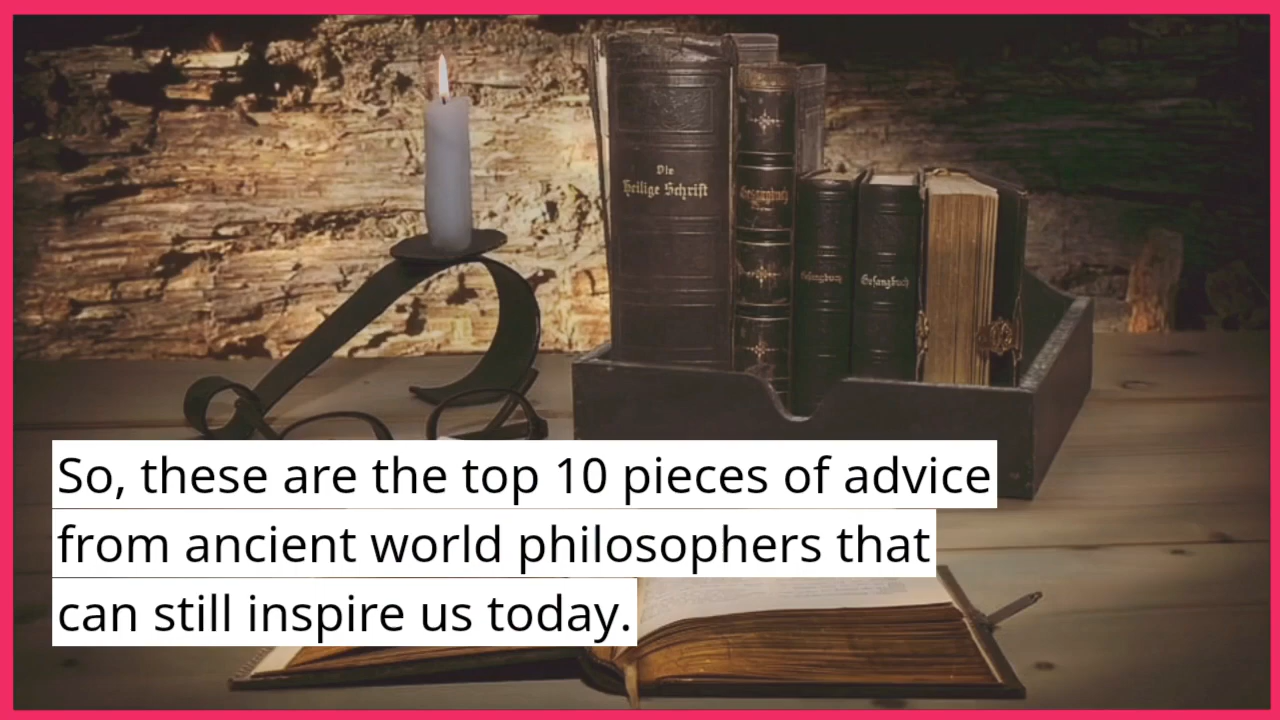 Die
Heilige Schrift
Gesangbuch
Gesangbuch
Gesangbuch
So, these are the top 10 pieces of advice
from ancient world philosophers that
can still inspire us today.